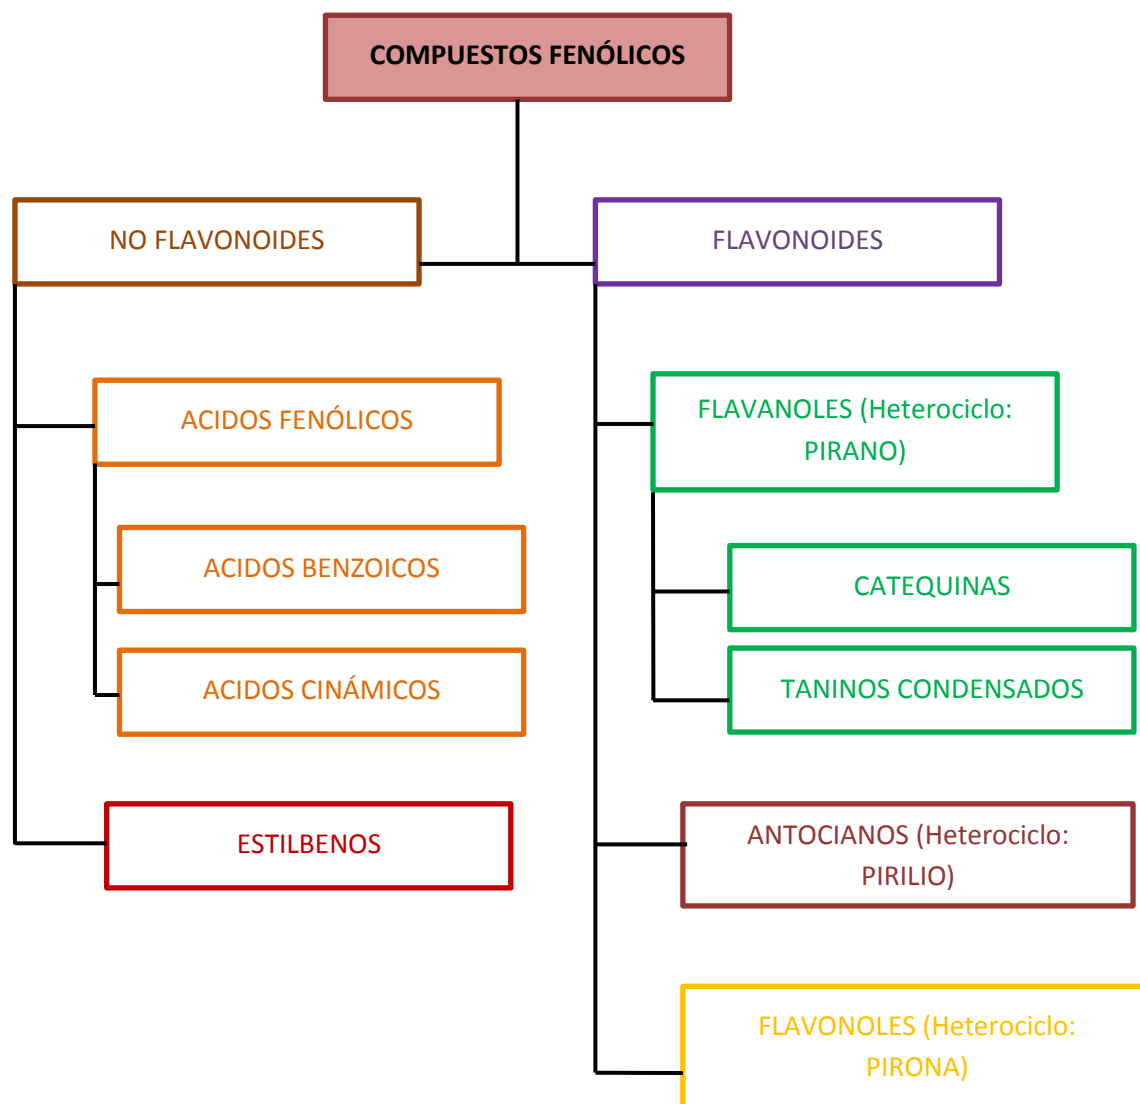 COMPUESTOS FENÓLICOS
NO FLAVONOIDES
FLAVONOIDES
ACIDOS FENÓLICOS
FLAVANOLES (Heterociclo:
PIRANO)
ACIDOS BENZOICOS
CATEQUINAS
ACIDOS CINÁMICOS
TANINOS CONDENSADOS
ESTILBENOS
ANTOCIANOS (Heterociclo:
PIRILIO)
FLAVONOLES (Heterociclo:
PIRONA)